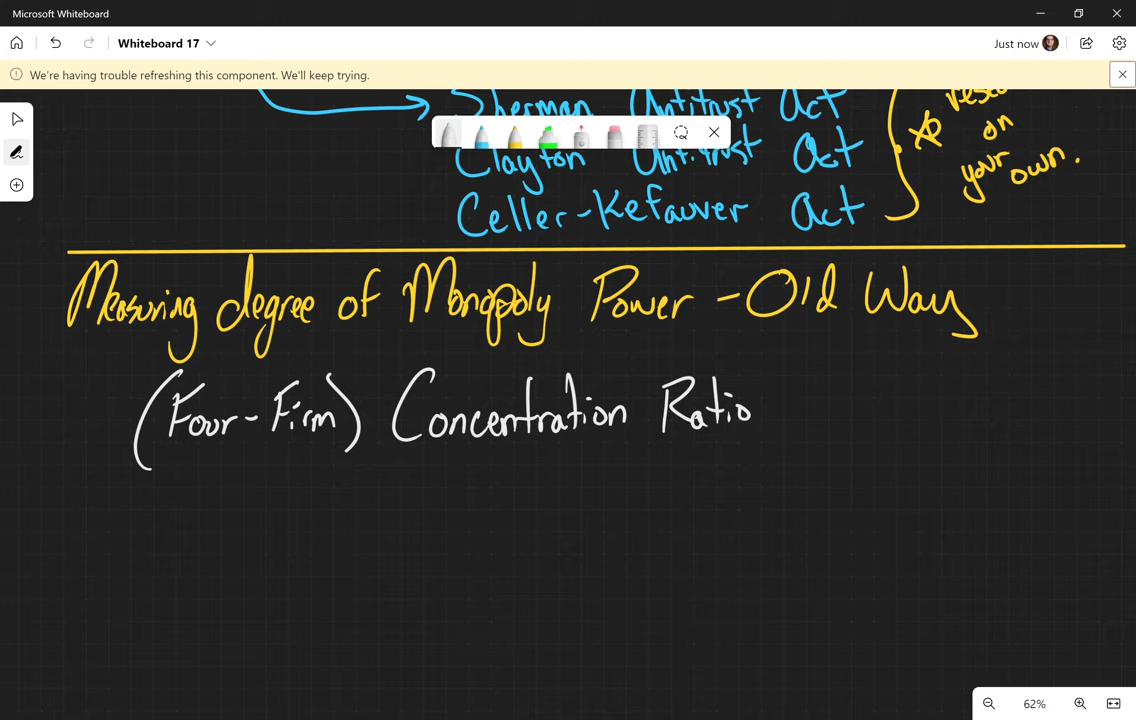 Microsoft Whiteboard
Whiteboard 17
Just now
We're having trouble refreshing this component. We'll keep trying.
Sherman Antitrust Act
Clayton Antitrust Act
Celler-Kefauver Act
on
your
own.
Measuring degree of Monopoly Power - Old Way
(Four-Firm) Concentration Ratio
62%